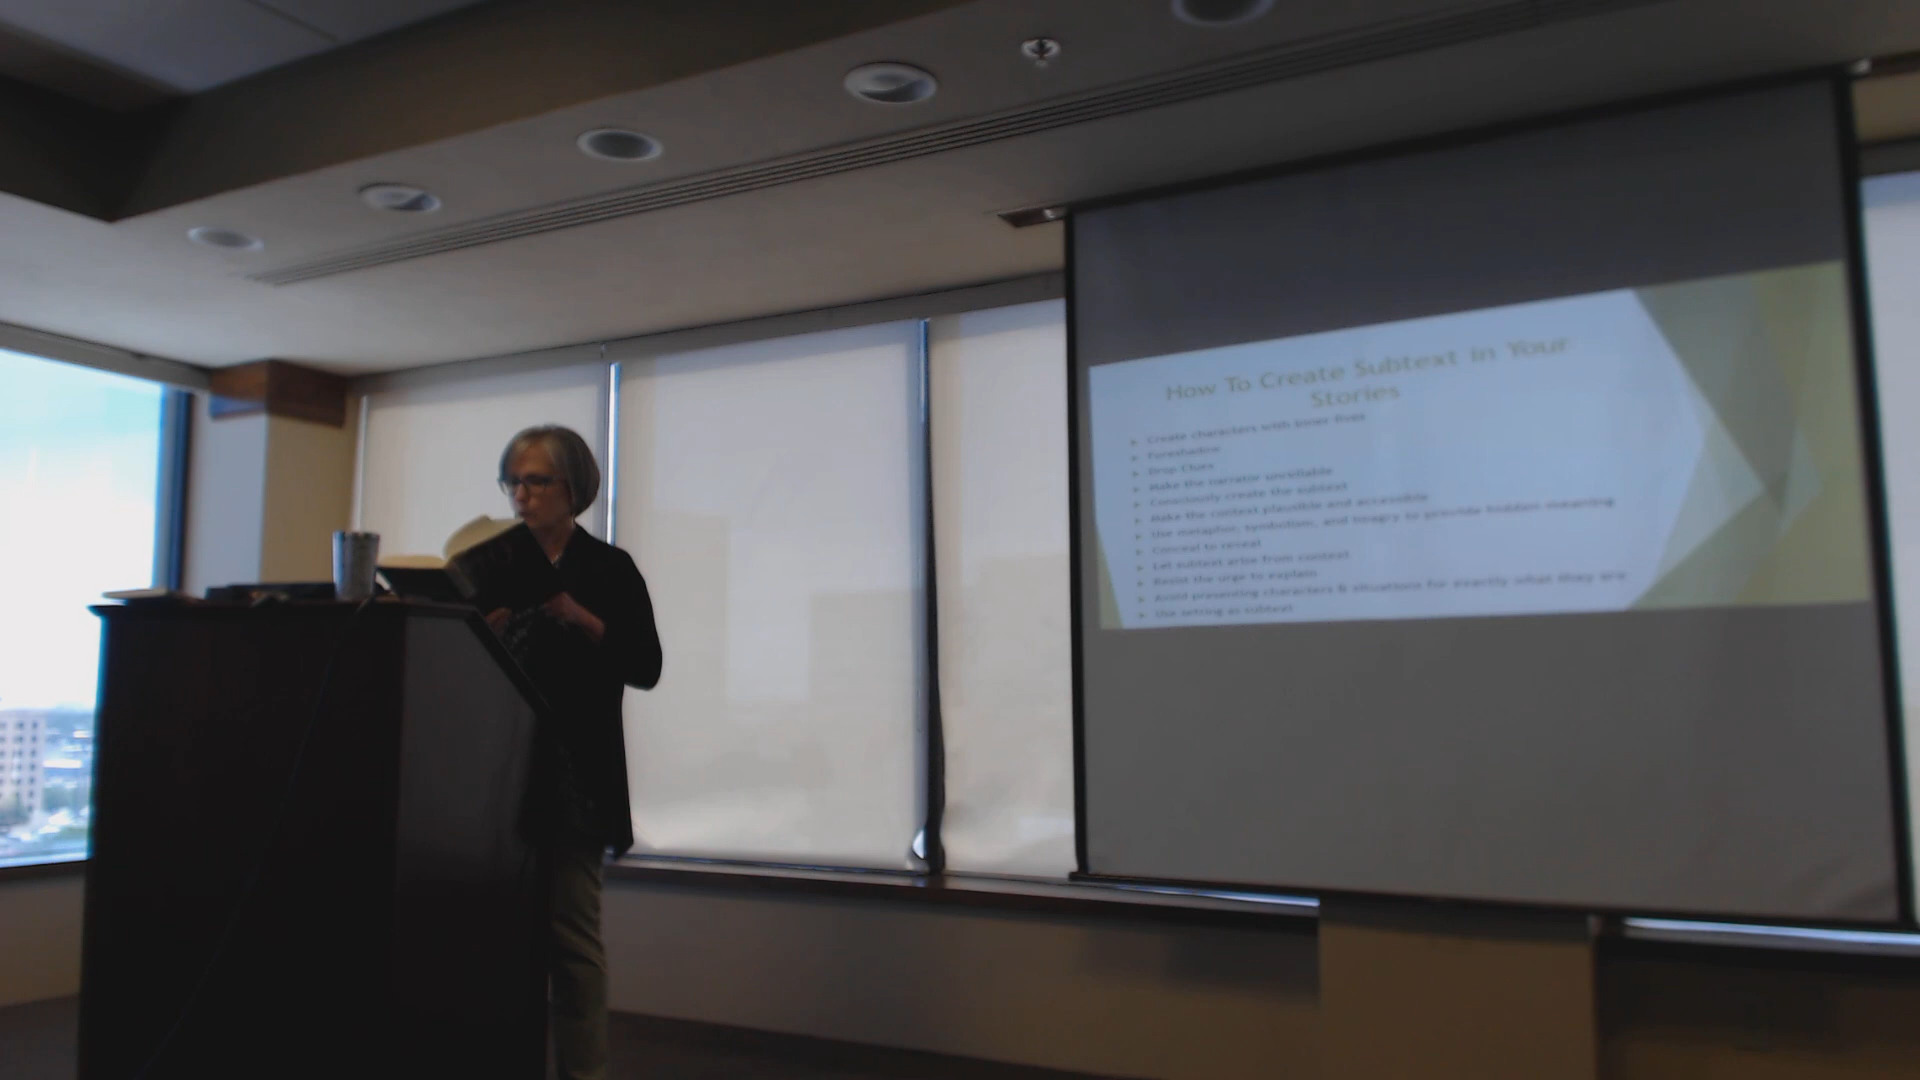 How To Create Subtext in Your
Stories
Create characters with inner lives
Foreshadow
Drop Clues
Make the narrator unreliable
Consciously create the subtext
Make the context plausible and accessible
Use metaphor, symbolism, and imagry to provide hidden meaning
Conceal to reveal
Let subtext arise from context
Resist the urge to explain
Avoid presenting characters & situations for exactly what they are
Use setting as subtext